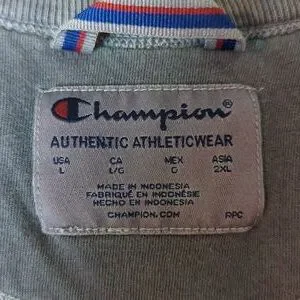 Champion®
AUTHENTIC ATHLETICWEAR
USA CA MEX ASIA
L L/G G 2XL
MADE IN INDONESIA
FABRIQUÉ EN INDONÉSIE
HECHO EN INDONESIA
CHAMPION.COM RPC